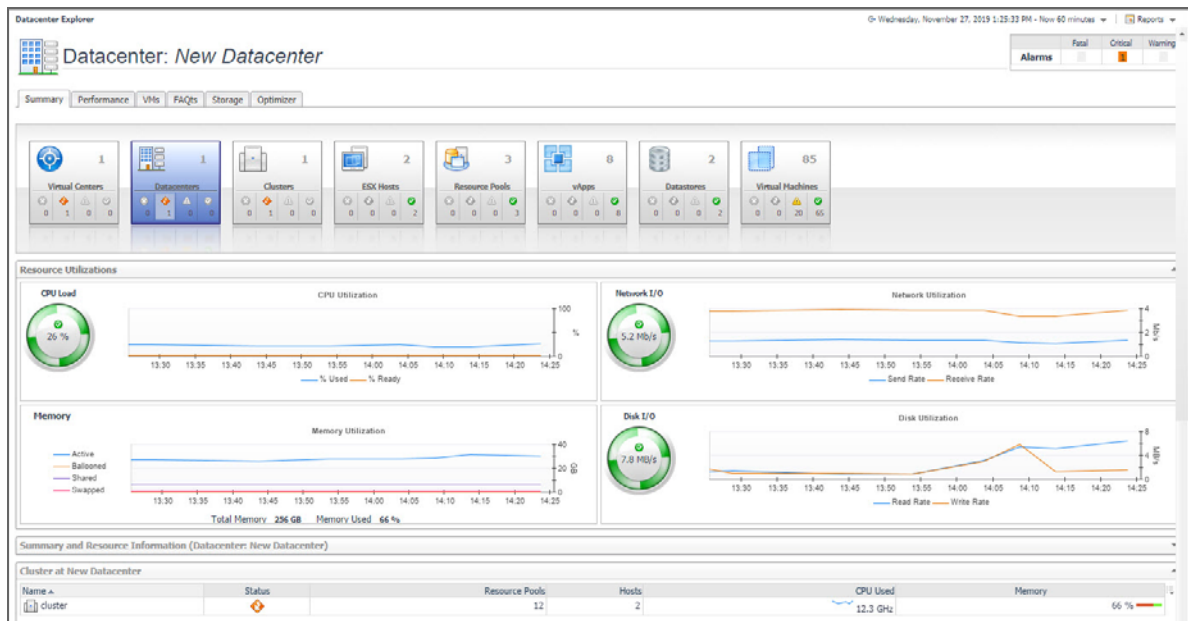 Datacenter Explorer
Wednesday, November 27, 2019 1:25:33 PM - Now 60 minutes Reports
Datacenter: New Datacenter
Fatal Critical Warning
Alarms 1
Summary Performance VMs FAQts Storage Optimizer
1 1 1 2 3 8 2 85
Virtual Centers Datacenters Clusters ESX Hosts Resource Pools vApps Datastores Virtual Machines
0 1 0 0 0 1 0 0 0 1 0 0 0 0 0 2 0 0 0 3 0 0 0 8 0 0 0 2 0 0 20 65
Resource Utilizations
CPU Load
CPU Utilization
26 %
100
%
0
13:30 13:35 13:40 13:45 13:50 13:55 14:00 14:05 14:10 14:15 14:20 14:25
% Used % Ready
Network I/O
Network Utilization
5.2 Mb/s
4
2
0
Mb/s
13:30 13:35 13:40 13:45 13:50 13:55 14:00 14:05 14:10 14:15 14:20 14:25
Send Rate Receive Rate
Memory
Memory Utilization
Active
Ballooned
Shared
Swapped
40
20
0
GB
13:30 13:35 13:40 13:45 13:50 13:55 14:00 14:05 14:10 14:15 14:20 14:25
Total Memory 256 GB Memory Used 66 %
Disk I/O
Disk Utilization
7.8 MB/s
8
4
0
MB/s
13:30 13:35 13:40 13:45 13:50 13:55 14:00 14:05 14:10 14:15 14:20 14:25
Read Rate Write Rate
Summary and Resource Information (Datacenter: New Datacenter)
Cluster at New Datacenter
Name Status Resource Pools Hosts CPU Used Memory
cluster 12 2 12.3 GHz 66 %